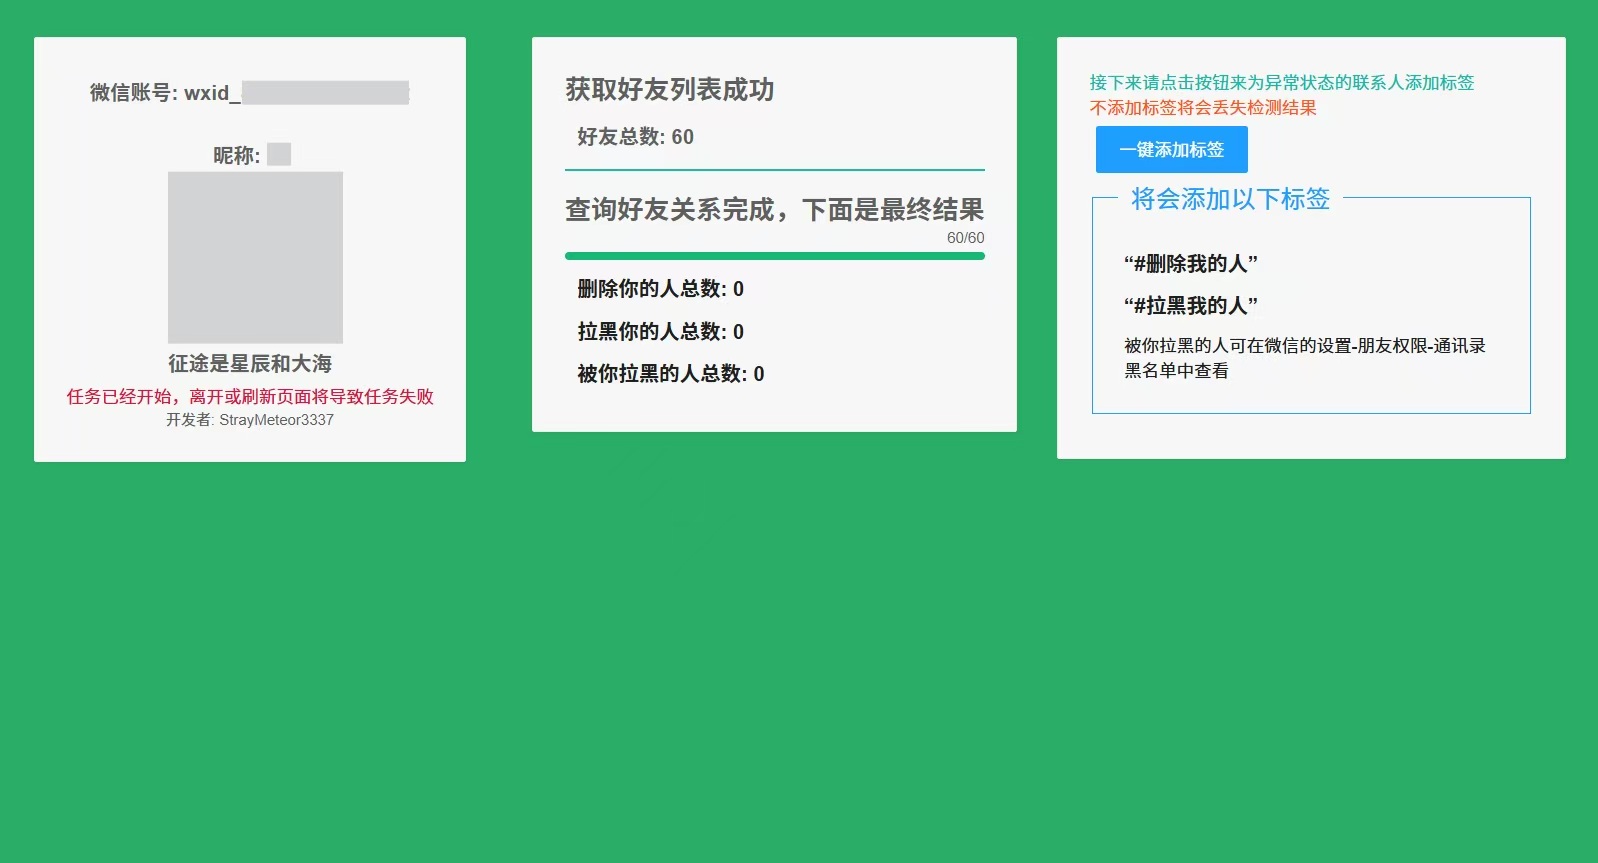 微信账号: wxid_
昵称:
征途是星辰和大海
任务已经开始，离开或刷新页面将导致任务失败
开发者: StrayMeteor3337
获取好友列表成功
好友总数: 60
查询好友关系完成，下面是最终结果
60/60
删除你的人总数: 0
拉黑你的人总数: 0
被你拉黑的人总数: 0
接下来请点击按钮来为异常状态的联系人添加标签
不添加标签将会丢失检测结果
一键添加标签
将会添加以下标签
“#删除我的人”
“#拉黑我的人”
被你拉黑的人可在微信的设置-朋友权限-通讯录
黑名单中查看